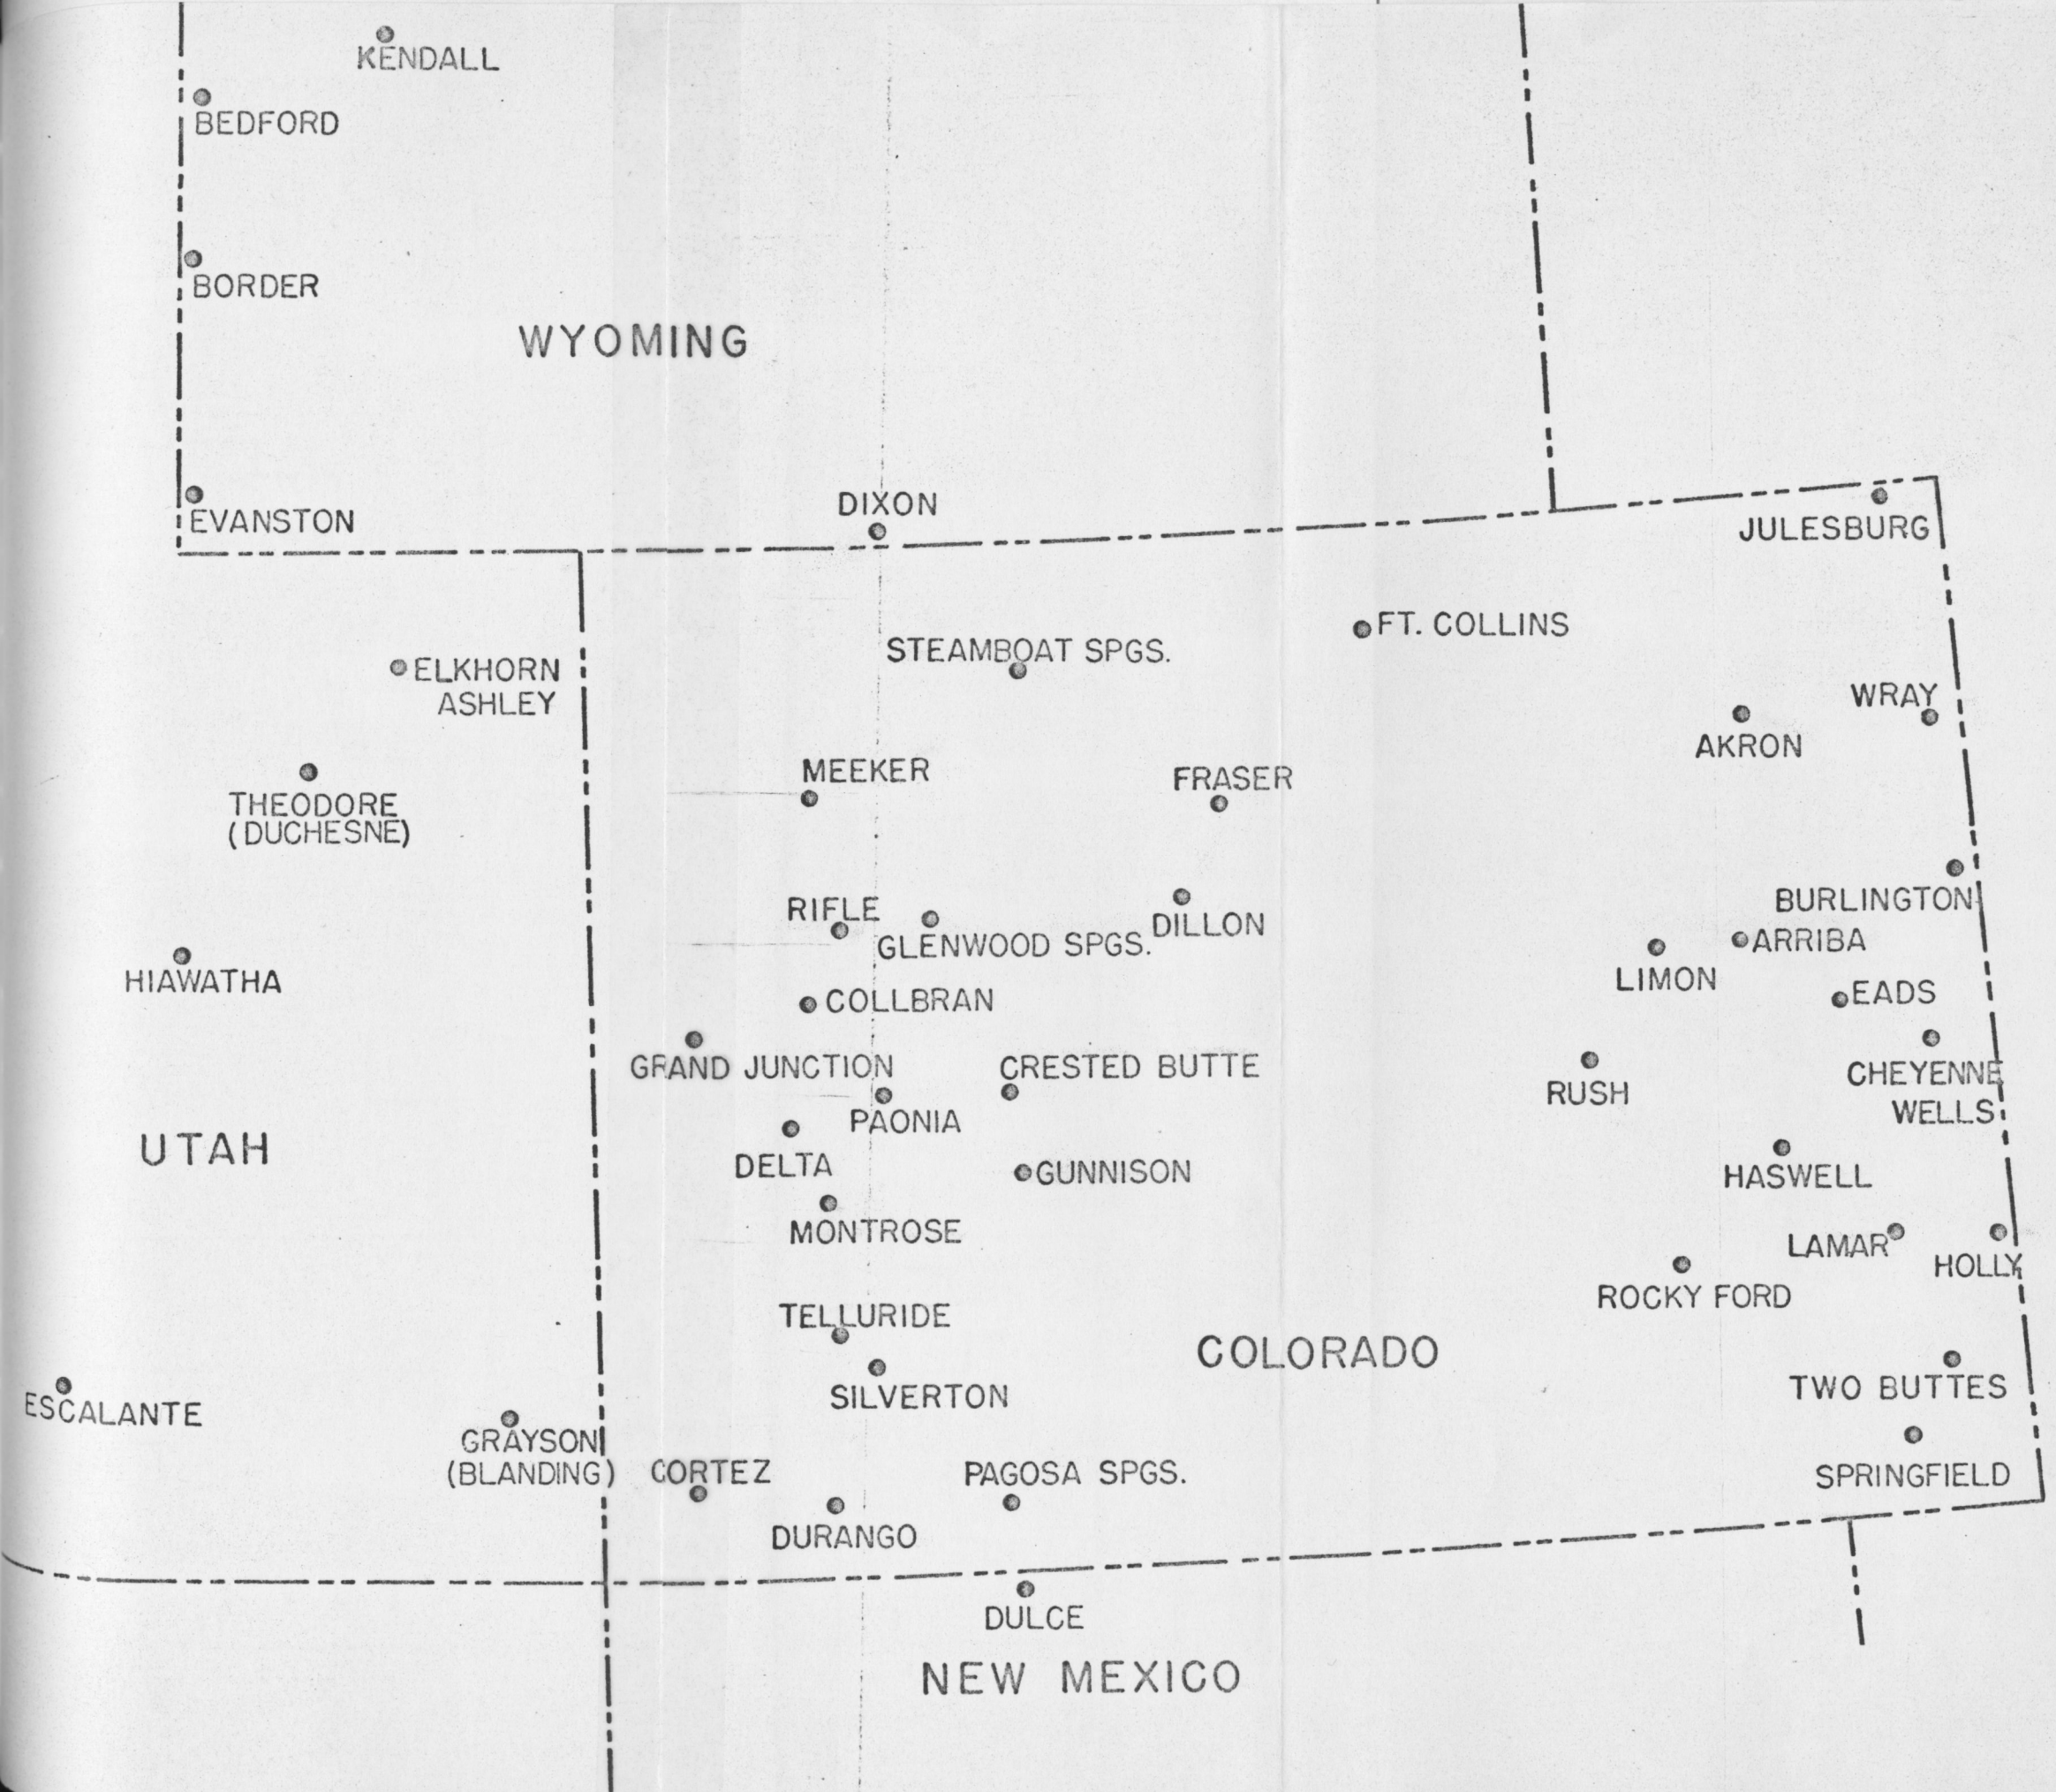 KENDALL
BEDFORD
BORDER
WYOMING
EVANSTON
DIXON
JULESBURG
FT. COLLINS
STEAMBOAT SPGS.
ELKHORN
ASHLEY
WRAY
AKRON
MEEKER
FRASER
THEODORE
(DUCHESNE)
BURLINGTON
RIFLE
DILLON
GLENWOOD SPGS.
ARRIBA
LIMON
HIAWATHA
EADS
COLLBRAN
GRAND JUNCTION
CRESTED BUTTE
CHEYENNE
WELLS
RUSH
PAONIA
UTAH
DELTA
GUNNISON
HASWELL
MONTROSE
LAMAR
HOLLY
ROCKY FORD
TELLURIDE
COLORADO
SILVERTON
TWO BUTTES
ESCALANTE
GRAYSON
(BLANDING)
CORTEZ
PAGOSA SPGS.
SPRINGFIELD
DURANGO
DULCE
NEW MEXICO